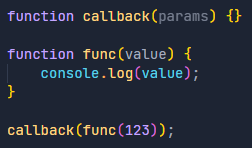 function callback(params) {}
function func(value) {
    console.log(value);
}
callback(func(123));